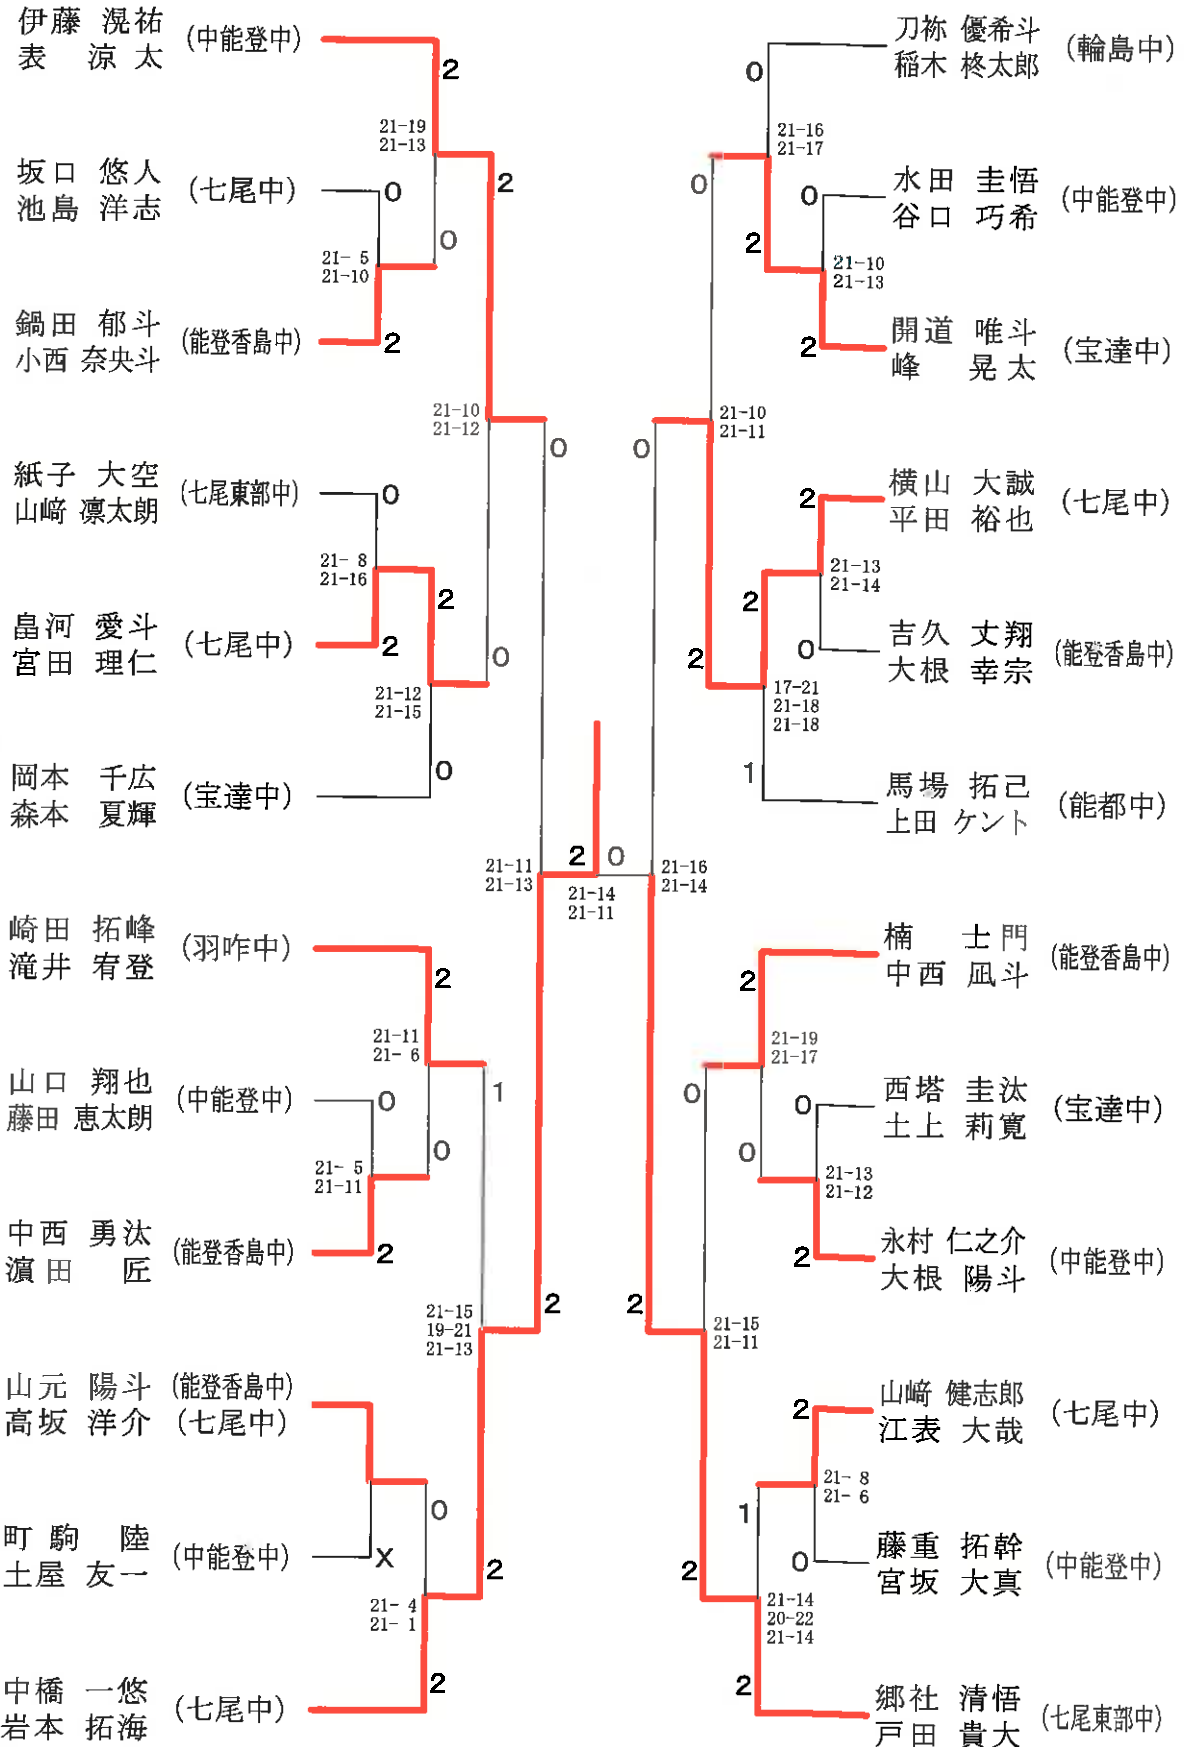 伊藤 滉祐
表 涼太
(中能登中)
2
21-19
21-13
坂口 悠人
池島 洋志
(七尾中)
0
2
0
21- 5
21-10
鍋田 郁斗
小西 奈央斗
(能登香島中)
2
21-10
21-12
0
紙子 大空
山﨑 凛太朗
(七尾東部中)
0
21- 8
21-16
2
畠河 愛斗
宮田 理仁
(七尾中)
2
0
21-12
21-15
岡本 千広
森本 夏輝
(宝達中)
0
21-11
21-13
2
0
21-14
21-11
崎田 拓峰
滝井 宥登
(羽咋中)
2
21-11
21- 6
山口 翔也
藤田 恵太朗
(中能登中)
0
1
0
21- 5
21-11
中西 勇汰
濵田 匠
(能登香島中)
2
21-15
19-21
21-13
2
山元 陽斗
高坂 洋介
(能登香島中)
(七尾中)
0
町駒 陸
土屋 友一
(中能登中)
X
2
21- 4
21- 1
中橋 一悠
岩本 拓海
(七尾中)
2
刀祢 優希斗
稲木 柊太郎
(輪島中)
0
21-16
21-17
水田 圭悟
谷口 巧希
(中能登中)
0
0
2
21-10
21-13
開道 唯斗
峰 晃太
(宝達中)
2
21-10
21-11
0
横山 大誠
平田 裕也
(七尾中)
2
21-13
21-14
2
吉久 丈翔
大根 幸宗
(能登香島中)
0
2
17-21
21-18
21-18
馬場 拓己
上田 ケント
(能都中)
1
21-16
21-14
楠 士門
中西 凪斗
(能登香島中)
2
21-19
21-17
西塔 圭汰
土上 莉寛
(宝達中)
0
0
0
21-13
21-12
永村 仁之介
大根 陽斗
(中能登中)
2
2
21-15
21-11
山﨑 健志郎
江表 大哉
(七尾中)
2
21- 8
21- 6
1
藤重 拓幹
宮坂 大真
(中能登中)
0
2
21-14
20-22
21-14
郷社 清悟
戸田 貴大
(七尾東部中)
2